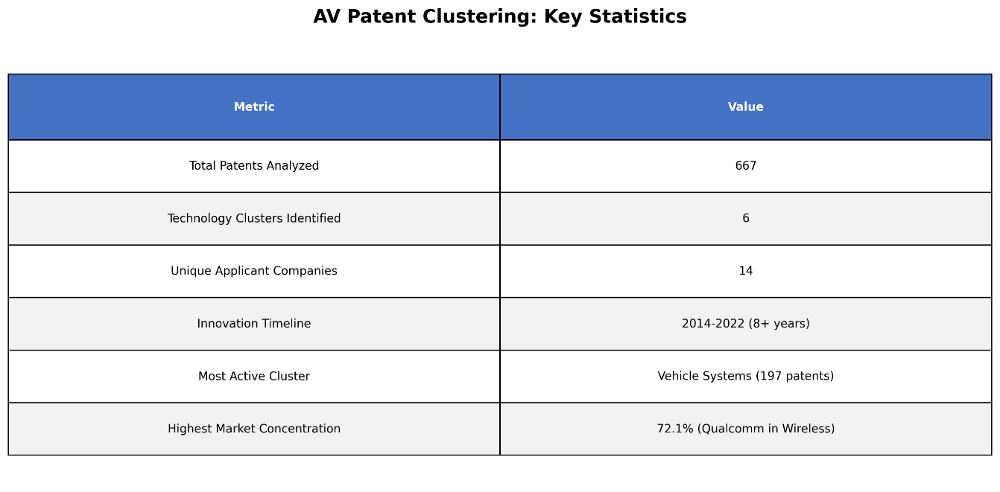 AV Patent Clustering: Key Statistics
Metric Value
Total Patents Analyzed 667
Technology Clusters Identified 6
Unique Applicant Companies 14
Innovation Timeline 2014-2022 (8+ years)
Most Active Cluster Vehicle Systems (197 patents)
Highest Market Concentration 72.1% (Qualcomm in Wireless)